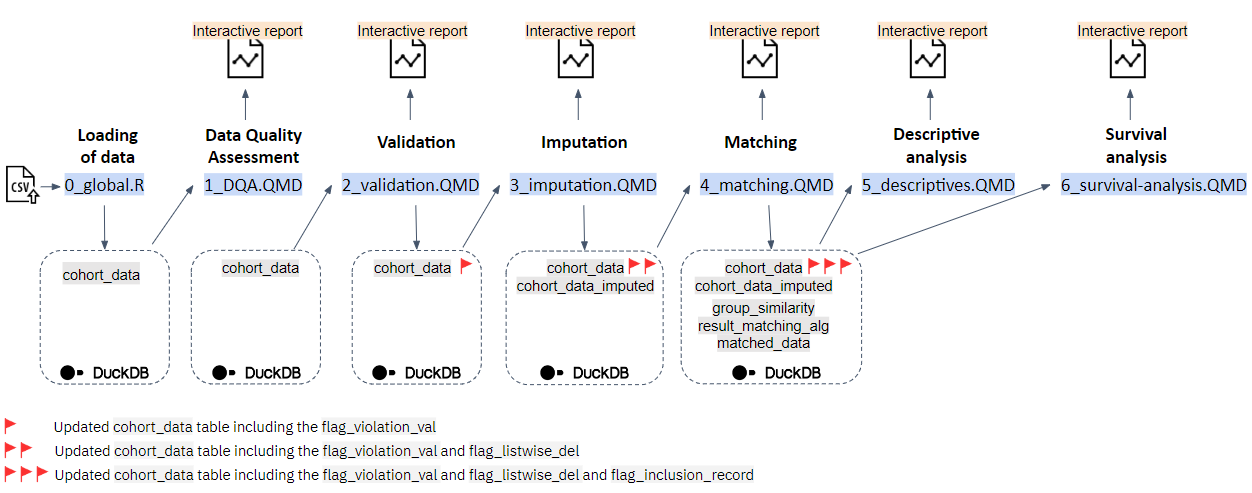 Interactive report
Interactive report
Interactive report
Interactive report
Interactive report
Interactive report
Loading
of data
Data Quality
Assessment
Validation
Imputation
Matching
Descriptive
analysis
Survival
analysis
CSV
0_global.R
1_DQA.QMD
2_validation.QMD
3_imputation.QMD
4_matching.QMD
5_descriptives.QMD
6_survival-analysis.QMD
cohort_data
DuckDB
cohort_data
DuckDB
cohort_data
DuckDB
cohort_data
cohort_data_imputed
DuckDB
cohort_data
cohort_data_imputed
group_similarity
result_matching_alg
matched_data
DuckDB
Updated cohort_data table including the flag_violation_val
Updated cohort_data table including the flag_violation_val and flag_listwise_del
Updated cohort_data table including the flag_violation_val and flag_listwise_del and flag_inclusion_record